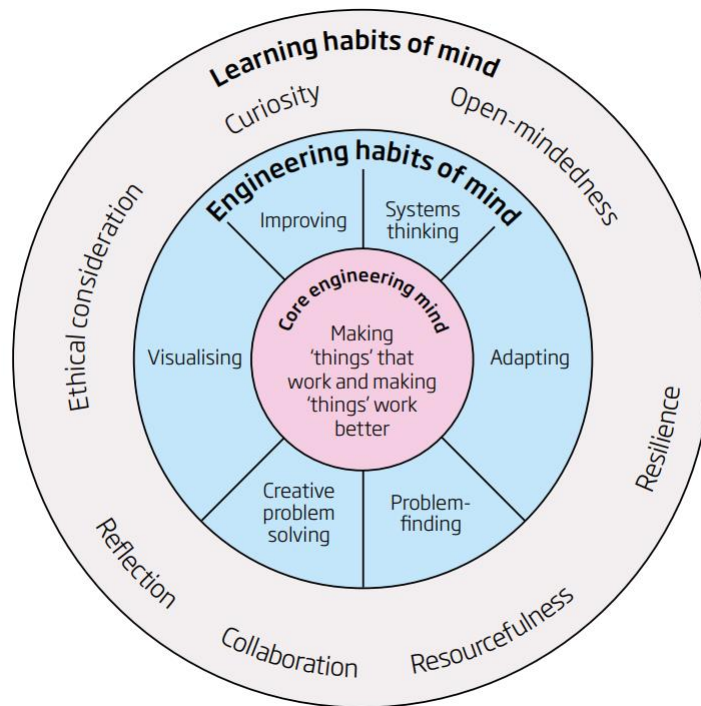 Learning habits of mind
Curiosity
Open-mindedness
Ethical consideration
Resilience
Reflection
Collaboration
Resourcefulness
Engineering habits of mind
Improving
Systems
thinking
Visualising
Adapting
Creative
problem
solving
Problem-
finding
Core engineering mind
Making
‘things’ that
work and making
‘things’ work
better